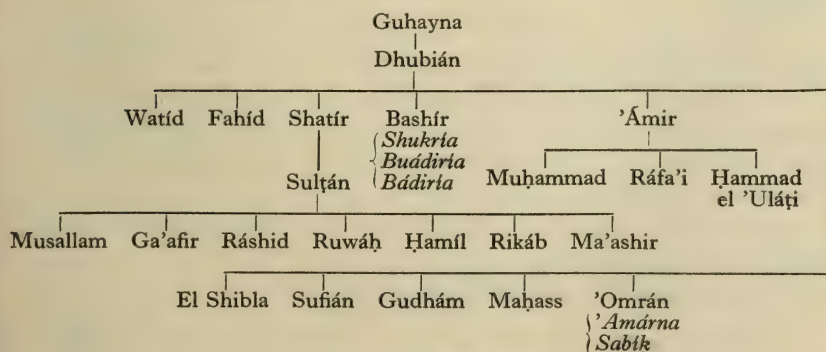 Guhayna
Dhubián
Watíd Fahíd Shatír Bashír ’Ámir
Shukría
Buádiría
Bádiría
Sulṭán Muḥammad Ráfa’i Ḥammad
el ’Uláṭi
Musallam Ga’afir Ráshid Ruwáḥ Ḥamíl Rikáb Ma’ashir
El Shibla Sufián Gudhám Maḥass ’Omrán
’Amárna
Sabík